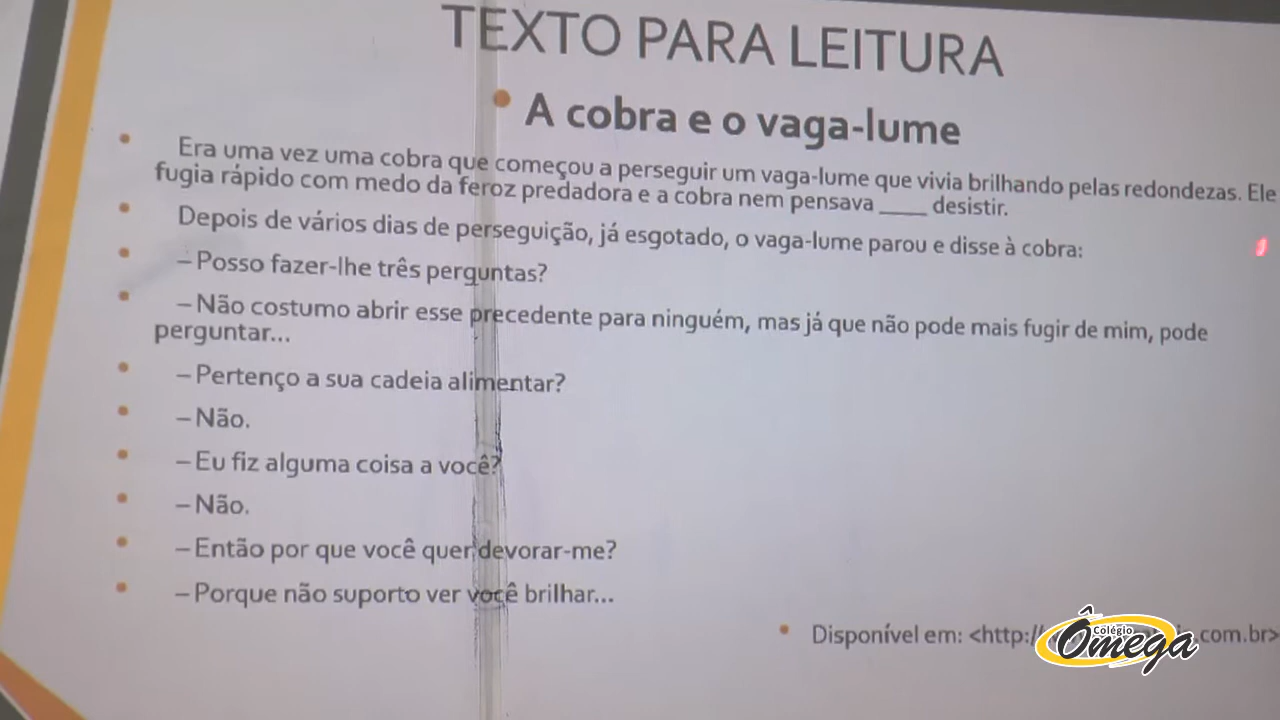 TEXTO PARA LEITURA
• A cobra e o vaga-lume
• Era uma vez uma cobra que começou a perseguir um vaga-lume que vivia brilhando pelas redondezas. Ele
fugia rápido com medo da feroz predadora e a cobra nem pensava ____ desistir.
• Depois de vários dias de perseguição, já esgotado, o vaga-lume parou e disse à cobra:
• – Posso fazer-lhe três perguntas?
• – Não costumo abrir esse precedente para ninguém, mas já que não pode mais fugir de mim, pode
perguntar...
• – Pertenço a sua cadeia alimentar?
• – Não.
• – Eu fiz alguma coisa a você?
• – Não.
• – Então por que você quer devorar-me?
• – Porque não suporto ver você brilhar...
• Disponível em: <http:// .com.br>
Colégio
Ômega